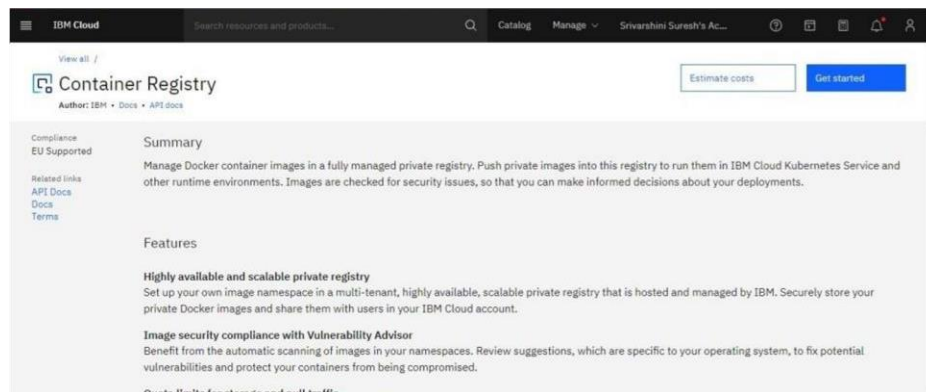 IBM Cloud
Search resources and products...
Catalog
Manage
Srivarshini Suresh's Ac...
View all /
Container Registry
Author: IBM • Docs • API docs
Estimate costs
Get started
Compliance
EU Supported
Related links
API Docs
Docs
Terms
Summary
Manage Docker container images in a fully managed private registry. Push private images into this registry to run them in IBM Cloud Kubernetes Service and
other runtime environments. Images are checked for security issues, so that you can make informed decisions about your deployments.
Features
Highly available and scalable private registry
Set up your own image namespace in a multi-tenant, highly available, scalable private registry that is hosted and managed by IBM. Securely store your
private Docker images and share them with users in your IBM Cloud account.
Image security compliance with Vulnerability Advisor
Benefit from the automatic scanning of images in your namespaces. Review suggestions, which are specific to your operating system, to fix potential
vulnerabilities and protect your containers from being compromised.
Quota limits for storage and pull traffic